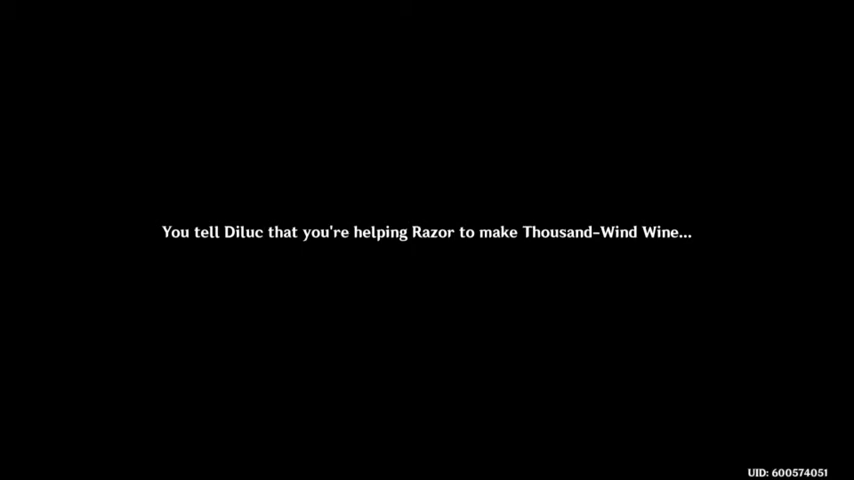 You tell Diluc that you're helping Razor to make Thousand-Wind Wine...
UID: 600574051